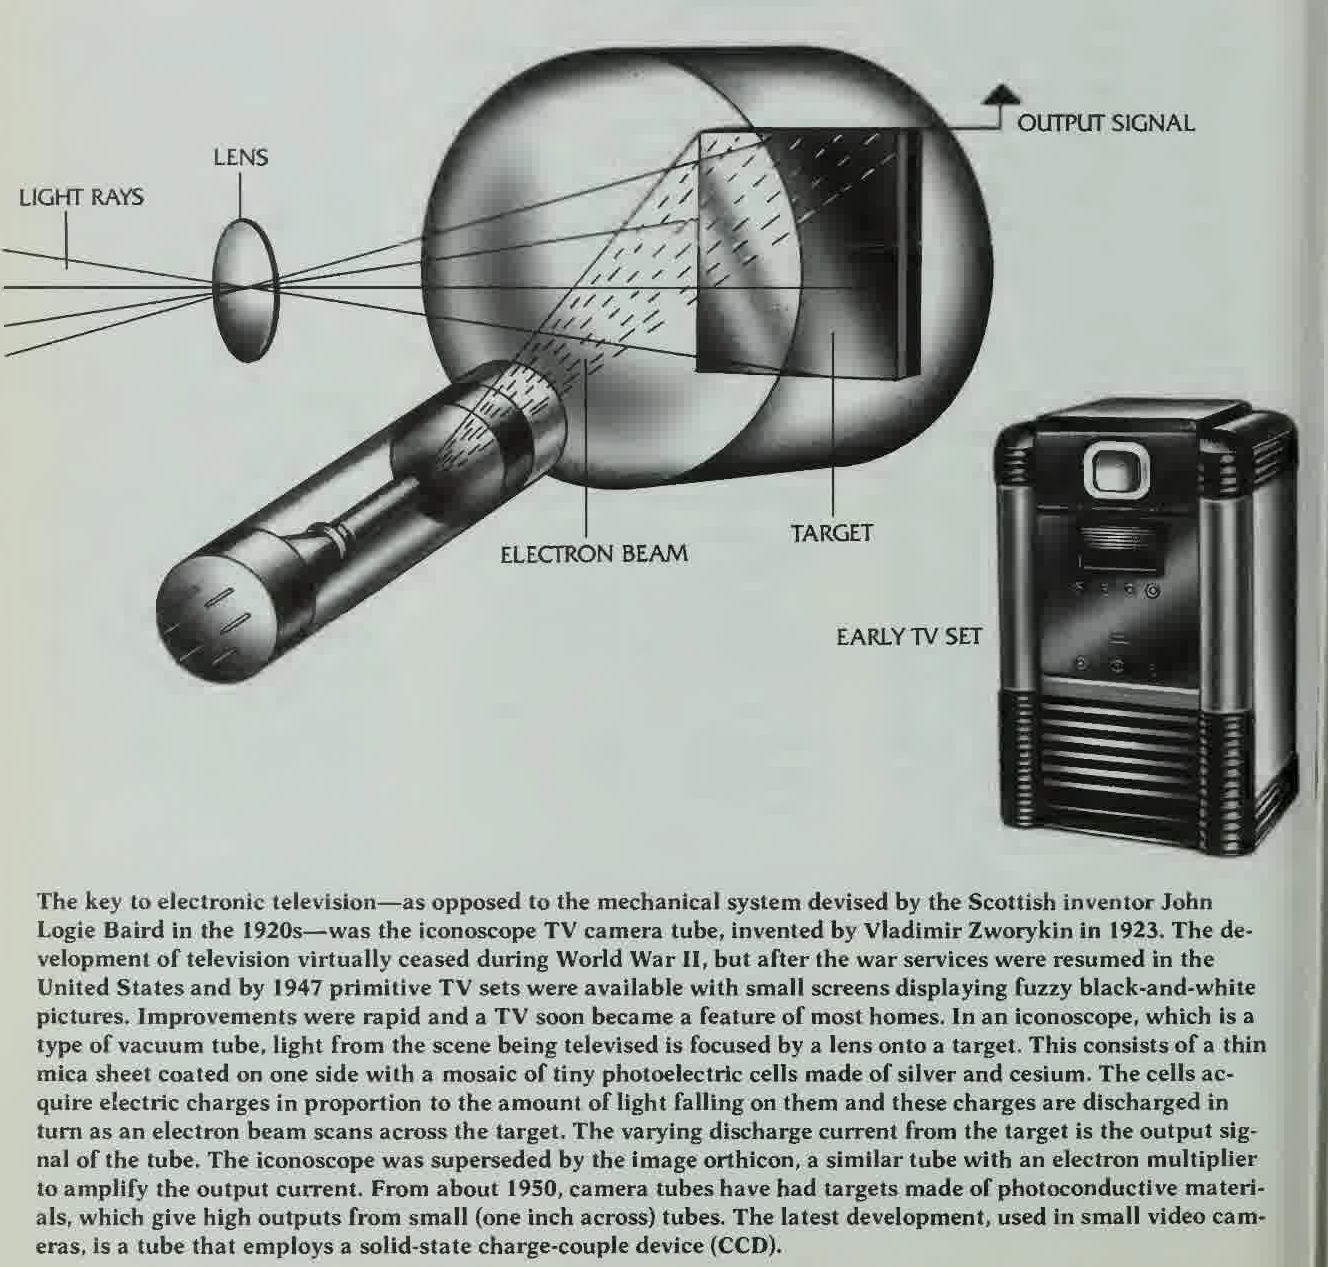 LENS
LIGHT RAYS
OUTPUT SIGNAL
TARGET
ELECTRON BEAM
EARLY TV SET
The key to electronic television—as opposed to the mechanical system devised by the Scottish inventor John
Logie Baird in the 1920s—was the iconoscope TV camera tube, invented by Vladimir Zworykin in 1923. The de-
velopment of television virtually ceased during World War II, but after the war services were resumed in the
United States and by 1947 primitive TV sets were available with small screens displaying fuzzy black-and-white
pictures. Improvements were rapid and a TV soon became a feature of most homes. In an iconoscope, which is a
type of vacuum tube, light from the scene being televised is focused by a lens onto a target. This consists of a thin
mica sheet coated on one side with a mosaic of tiny photoelectric cells made of silver and cesium. The cells ac-
quire electric charges in proportion to the amount of light falling on them and these charges are discharged in
turn as an electron beam scans across the target. The varying discharge current from the target is the output sig-
nal of the tube. The iconoscope was superseded by the image orthicon, a similar tube with an electron multiplier
to amplify the output current. From about 1950, camera tubes have had targets made of photoconductive materi-
als, which give high outputs from small (one inch across) tubes. The latest development, used in small video cam-
eras, is a tube that employs a solid-state charge-couple device (CCD).